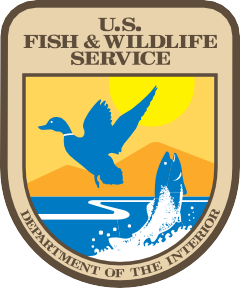 U.S.
FISH & WILDLIFE
SERVICE
DEPARTMENT OF THE INTERIOR